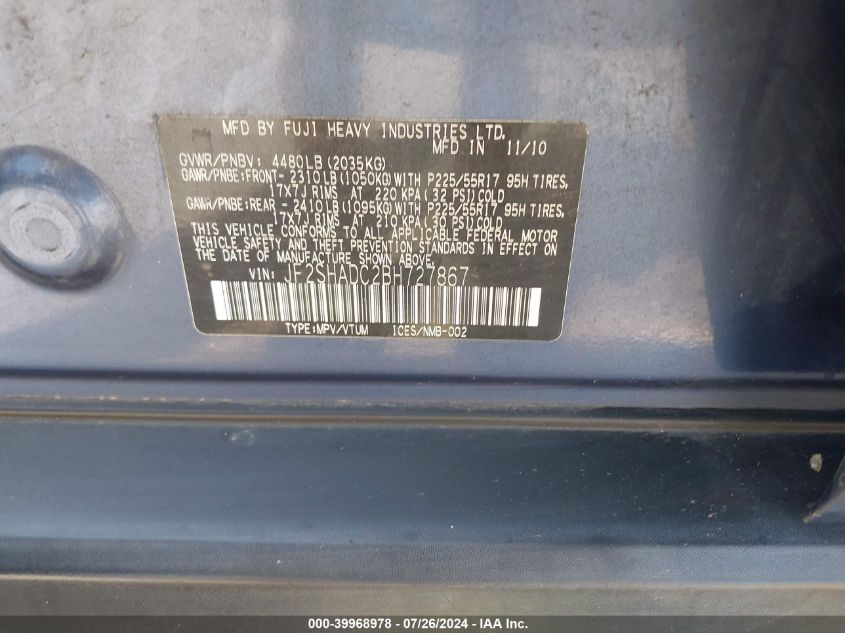 MFD BY FUJI HEAVY INDUSTRIES LTD.
MFD IN 11/10
GVWR/PNBV: 4480LB (2035KG)
GAWR/PNBE:FRONT- 2310LB(1050KG)WITH P225/55R17 95H TIRES,
17X7J RIMS AT 220 KPA(32 PSI)COLD
GAWR/PNBE:REAR - 2410LB(1095KG)WITH P225/55R17 95H TIRES,
17X7J RIMS AT 210 KPA(30 PSI)COLD
THIS VEHICLE CONFORMS TO ALL APPLICABLE FEDERAL MOTOR
VEHICLE SAFETY AND THEFT PREVENTION STANDARDS IN EFFECT ON
THE DATE OF MANUFACTURE SHOWN ABOVE.
VIN: JF2SHADC2BH727867
TYPE:MPV/VTUM ICES/NMB-002
000-39968978 - 07/26/2024 - IAA Inc.